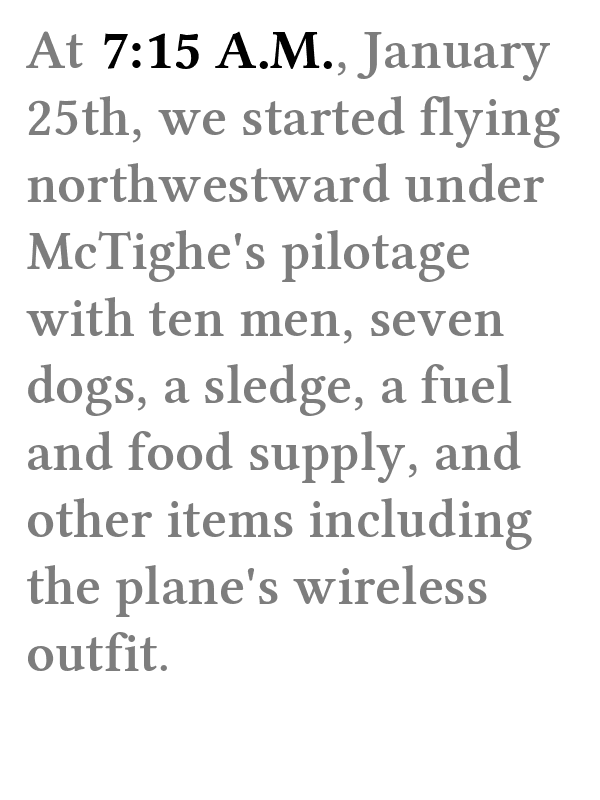 At 7:15 A.M., January
25th, we started flying
northwestward under
McTighe's pilotage
with ten men, seven
dogs, a sledge, a fuel
and food supply, and
other items including
the plane's wireless
outfit.